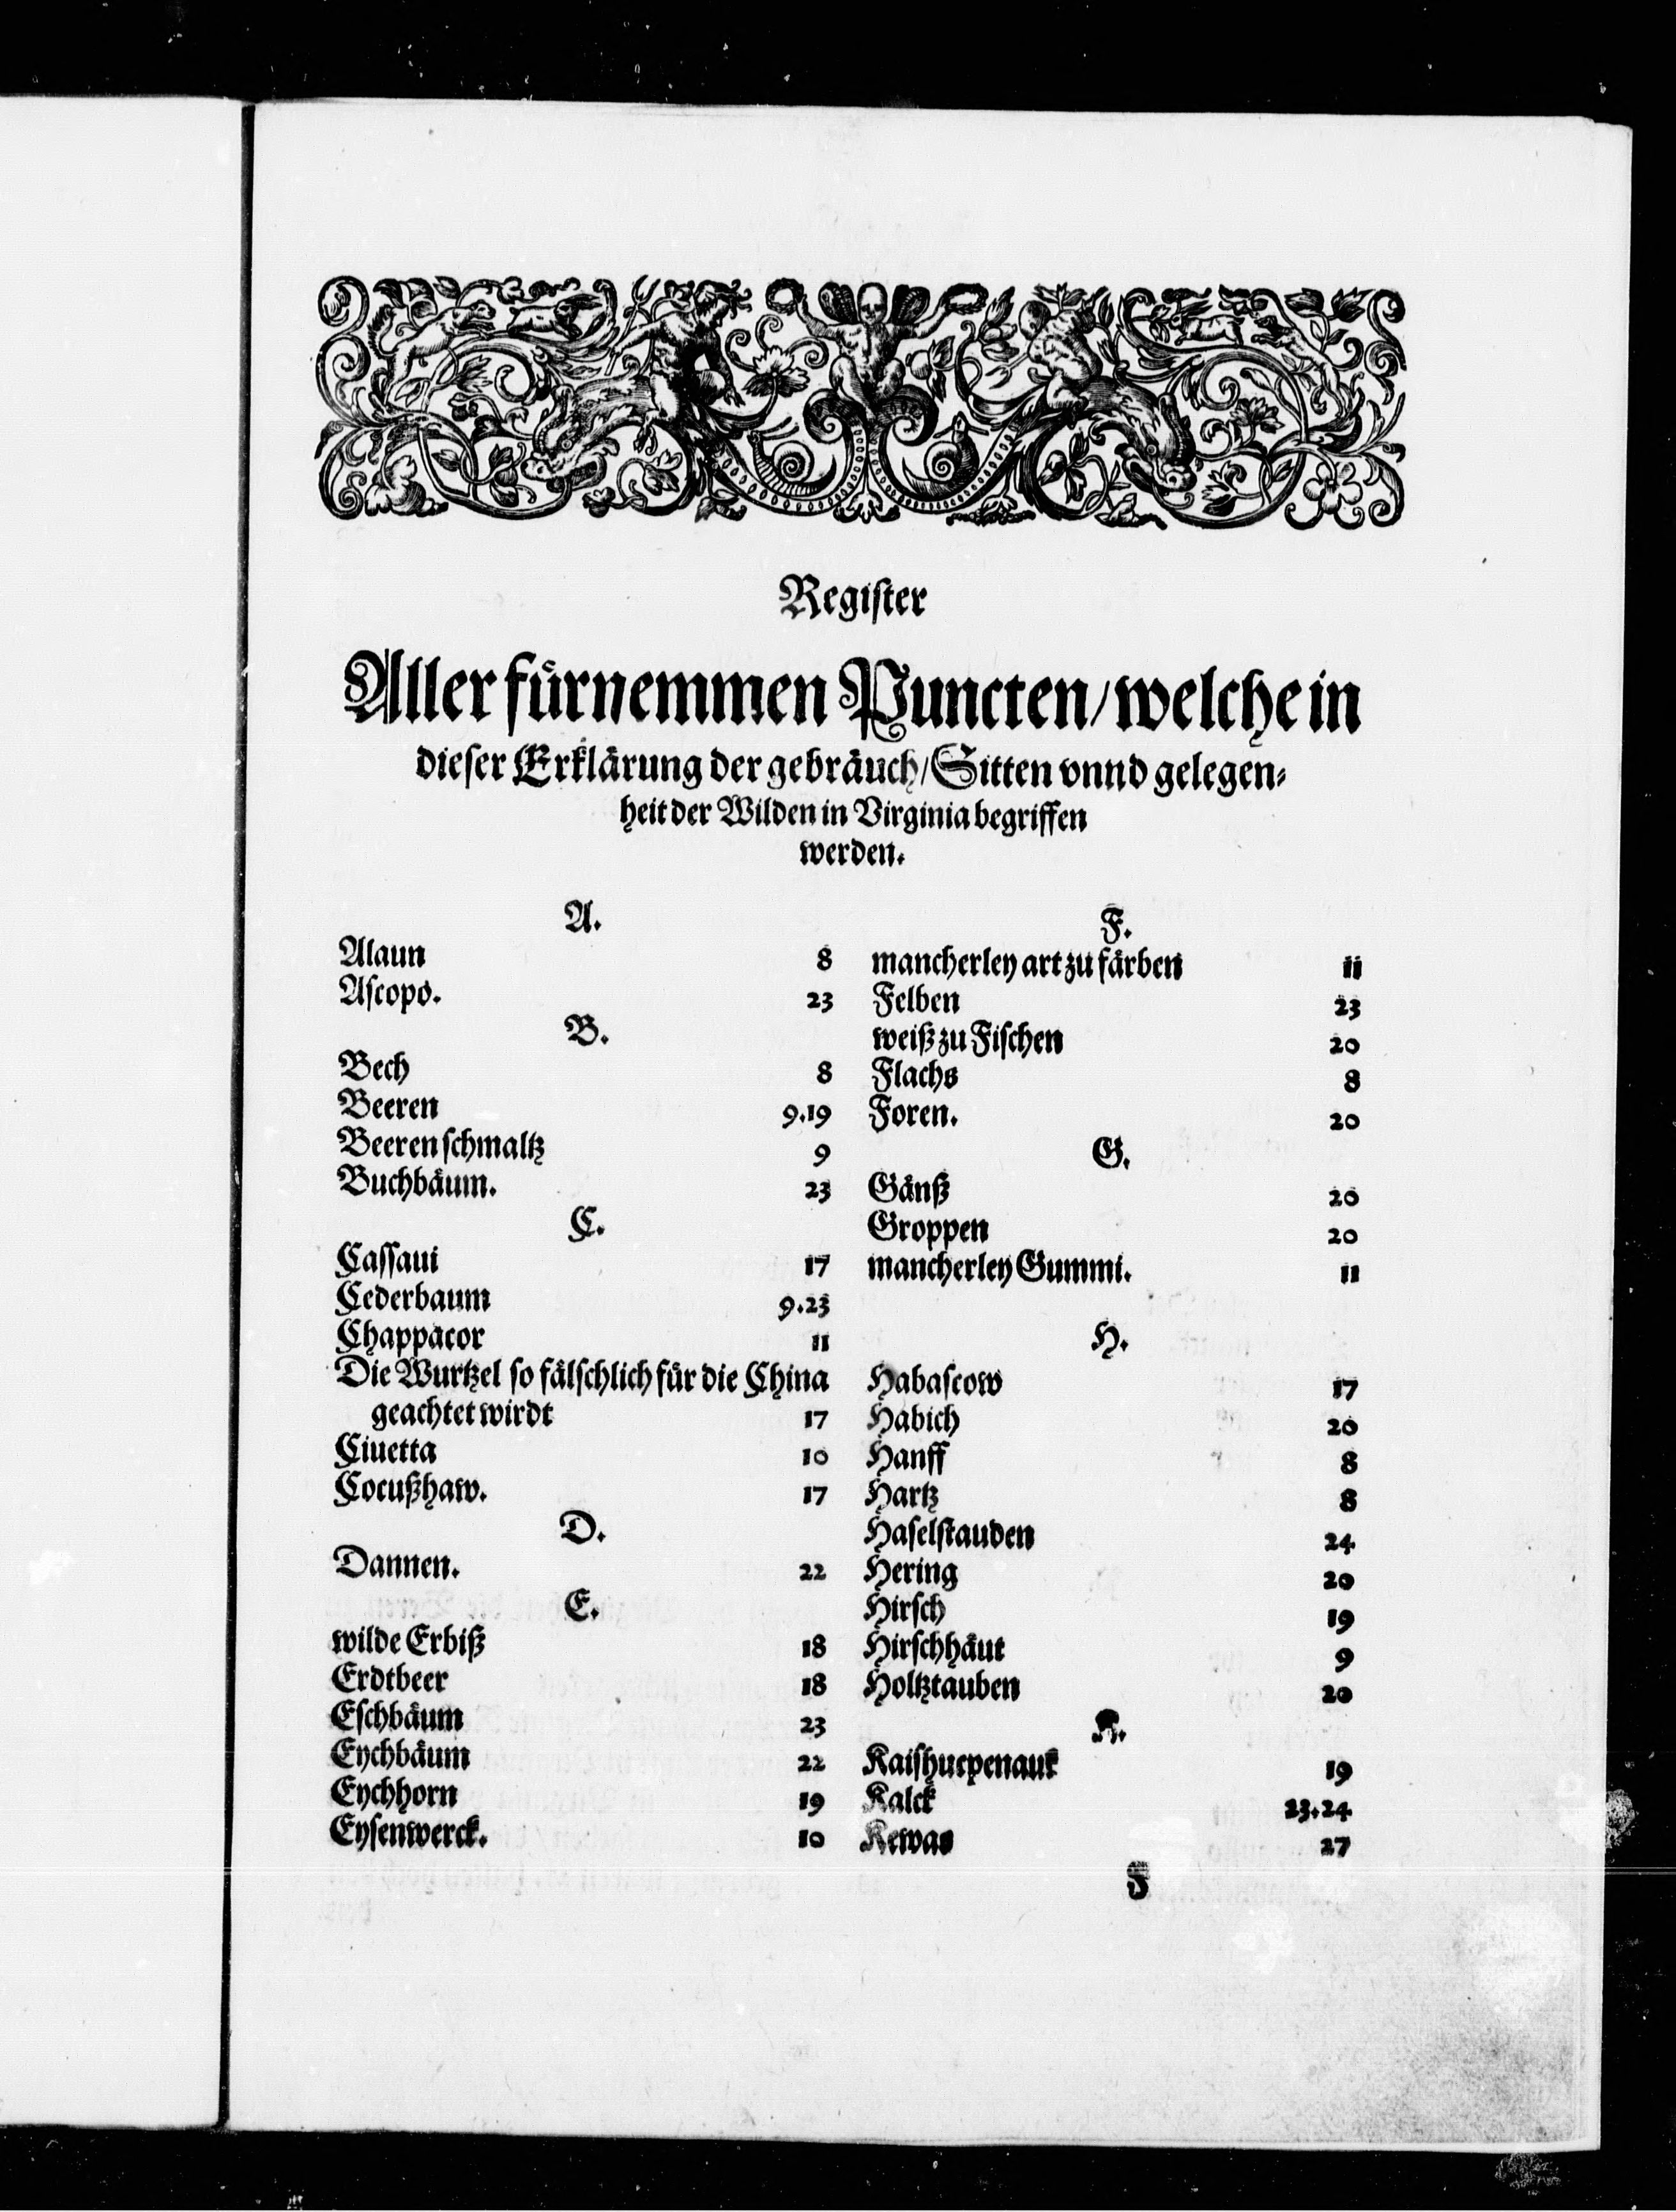 Register
Aller fürnemmen Puncten/ welche in
dieser Erklärung der gebräuch/ Sitten vnnd gelegen-
heit der Wilden in Virginia begriffen
werden.
A.
Alaun 8
Ascopo. 23
B.
Bech 8
Beeren 9.19
Beerenschmaltz 9
Buchbäum. 23
C.
Cassaui 17
Cederbaum 9.23
Chappacor 11
Die Wurtzel so fälschlich für die China
geachtet wirdt 17
Ciuetta 10
Cocußhaw. 17
D.
Dannen. 22
E.
wilde Erbiß 18
Erdtbeer 18
Eschbäum 23
Eychbäum 22
Eychhorn 19
Eysenwerck. 10
F.
mancherley art zu färben 11
Felben 23
weiß zu Fischen 20
Flachs 8
Foren. 20
G.
Gänß 20
Groppen 20
mancherley Gummi. 11
H.
Habascow 17
Habich 20
Hanff 8
Hartz 8
Haselstauden 24
Hering 20
Hirsch 19
Hirschhäut 9
Holtztauben 20
K.
Kaishucpenauk 19
Kalck 23.24
Kewas 27
F